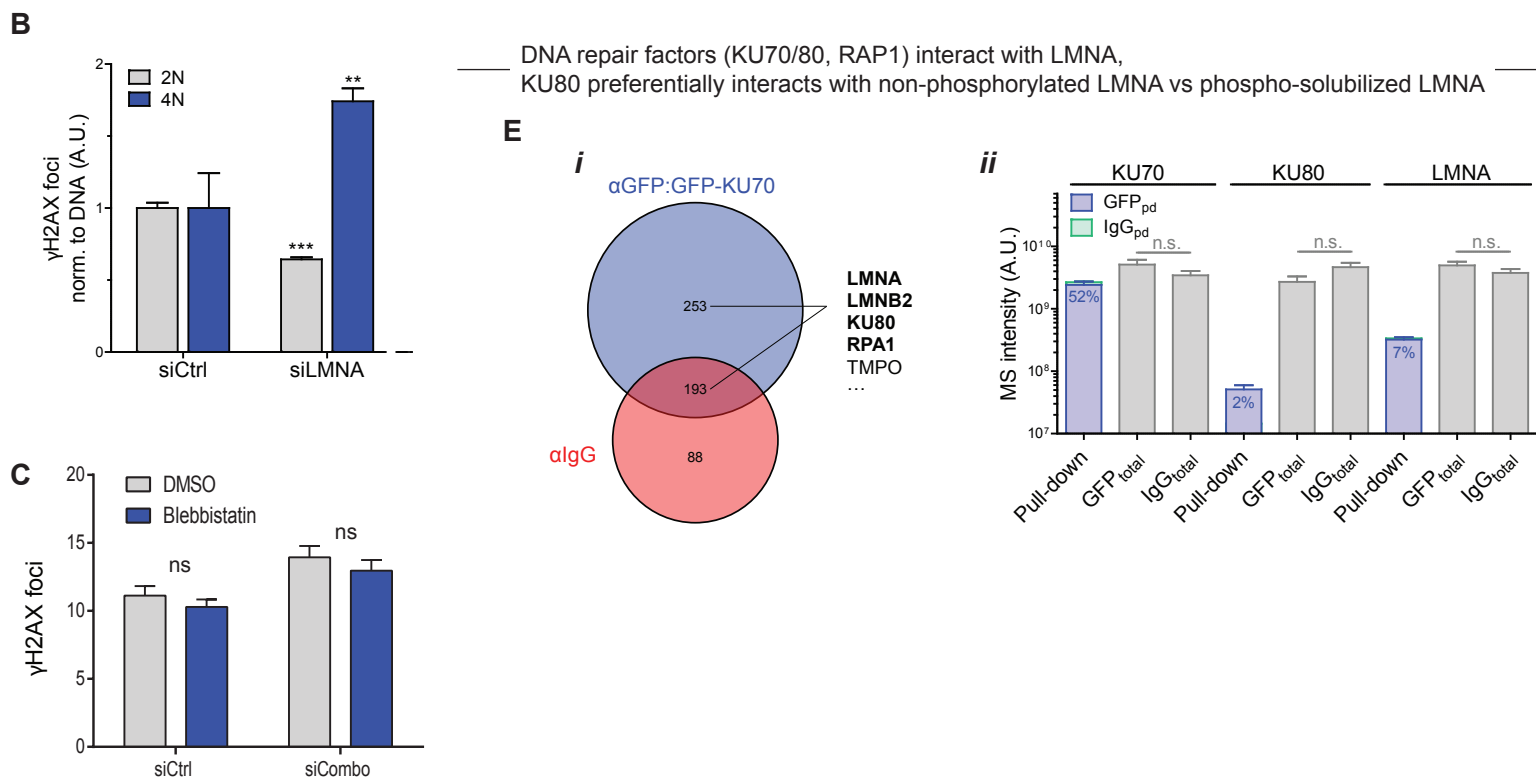 B
γH2AX foci
norm. to DNA (A.U.)
2
1
0
2N
4N
***
**
siCtrl
siLMNA
DNA repair factors (KU70/80, RAP1) interact with LMNA,
KU80 preferentially interacts with non-phosphorylated LMNA vs phospho-solubilized LMNA
E
i
αGFP:GFP-KU70
253
193
88
αIgG
LMNA
LMNB2
KU80
RPA1
TMPO
...
ii
KU70 KU80 LMNA
GFPpd
IgGpd
MS intensity (A.U.)
10¹⁰
10⁹
10⁸
10⁷
n.s. n.s. n.s.
52%
2%
7%
Pull-down GFPtotal IgGtotal Pull-down GFPtotal IgGtotal Pull-down GFPtotal IgGtotal
C
γH2AX foci
20
15
10
5
0
DMSO
Blebbistatin
ns
ns
siCtrl
siCombo